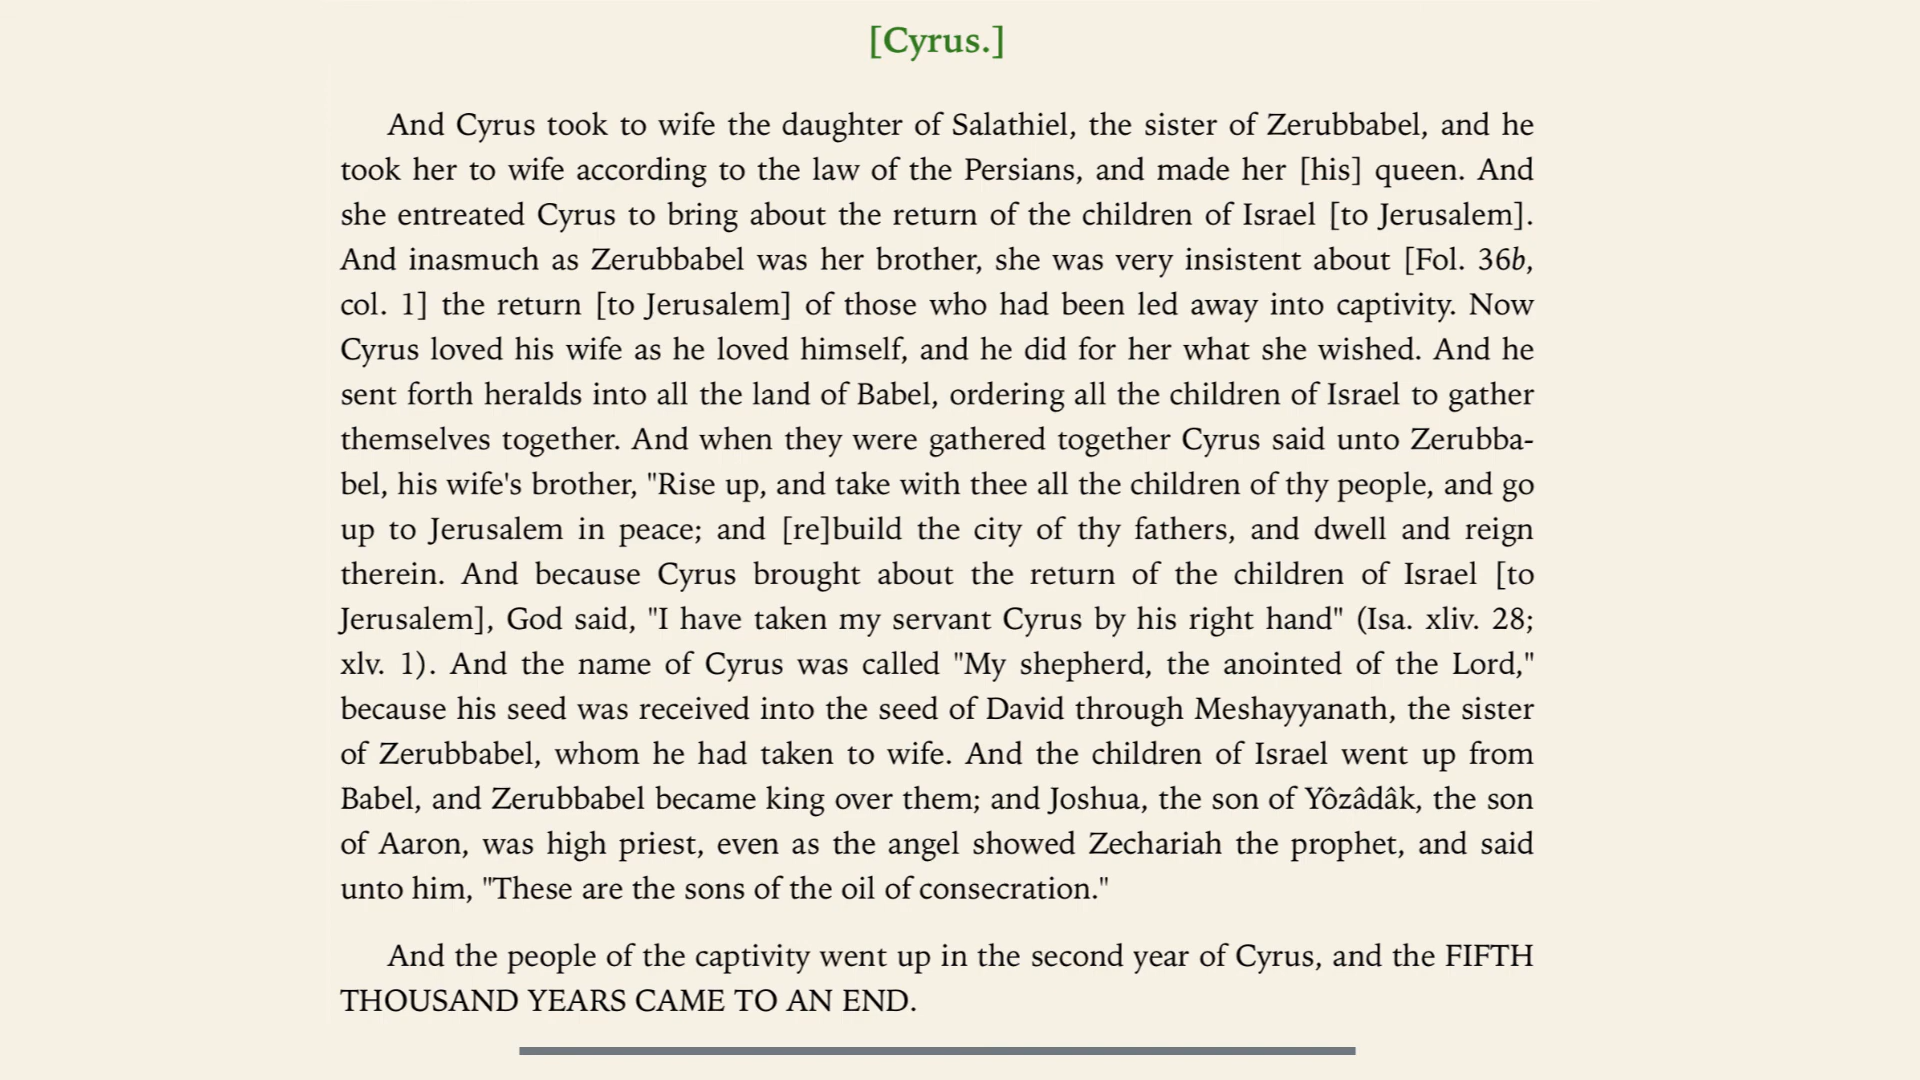 [Cyrus.]
And Cyrus took to wife the daughter of Salathiel, the sister of Zerubbabel, and he
took her to wife according to the law of the Persians, and made her [his] queen. And
she entreated Cyrus to bring about the return of the children of Israel [to Jerusalem].
And inasmuch as Zerubbabel was her brother, she was very insistent about [Fol. 36b,
col. 1] the return [to Jerusalem] of those who had been led away into captivity. Now
Cyrus loved his wife as he loved himself, and he did for her what she wished. And he
sent forth heralds into all the land of Babel, ordering all the children of Israel to gather
themselves together. And when they were gathered together Cyrus said unto Zerubba-
bel, his wife's brother, "Rise up, and take with thee all the children of thy people, and go
up to Jerusalem in peace; and [re]build the city of thy fathers, and dwell and reign
therein. And because Cyrus brought about the return of the children of Israel [to
Jerusalem], God said, "I have taken my servant Cyrus by his right hand" (Isa. xliv. 28;
xlv. 1). And the name of Cyrus was called "My shepherd, the anointed of the Lord,"
because his seed was received into the seed of David through Meshayyanath, the sister
of Zerubbabel, whom he had taken to wife. And the children of Israel went up from
Babel, and Zerubbabel became king over them; and Joshua, the son of Yôzâdâk, the son
of Aaron, was high priest, even as the angel showed Zechariah the prophet, and said
unto him, "These are the sons of the oil of consecration."
And the people of the captivity went up in the second year of Cyrus, and the FIFTH
THOUSAND YEARS CAME TO AN END.